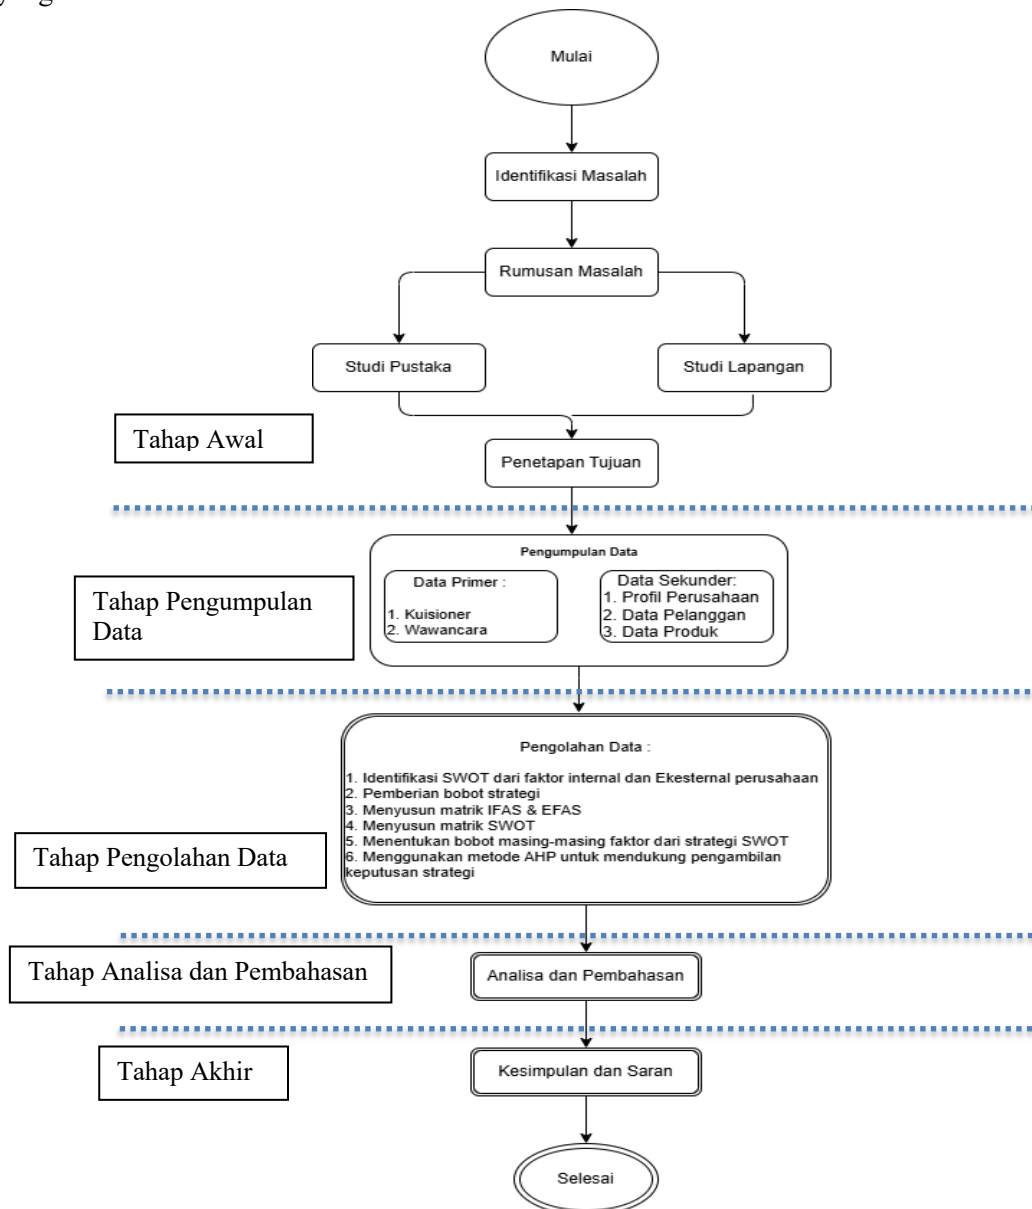 Mulai
Identifikasi Masalah
Rumusan Masalah
Studi Pustaka
Studi Lapangan
Tahap Awal
Penetapan Tujuan
Pengumpulan Data
Tahap Pengumpulan
Data
Data Primer :
1. Kuisioner
2. Wawancara
Data Sekunder:
1. Profil Perusahaan
2. Data Pelanggan
3. Data Produk
Pengolahan Data :
1. Identifikasi SWOT dari faktor internal dan Ekesternal perusahaan
2. Pemberian bobot strategi
3. Menyusun matrik IFAS & EFAS
4. Menyusun matrik SWOT
5. Menentukan bobot masing-masing faktor dari strategi SWOT
6. Menggunakan metode AHP untuk mendukung pengambilan
keputusan strategi
Tahap Pengolahan Data
Tahap Analisa dan Pembahasan
Analisa dan Pembahasan
Tahap Akhir
Kesimpulan dan Saran
Selesai